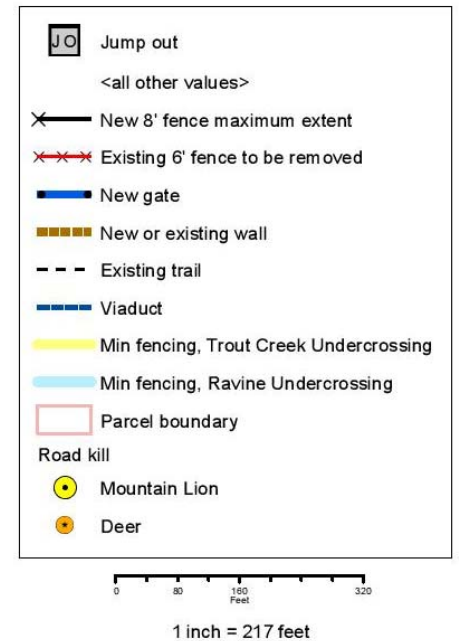 JO Jump out
<all other values>
New 8' fence maximum extent
Existing 6' fence to be removed
New gate
New or existing wall
Existing trail
Viaduct
Min fencing, Trout Creek Undercrossing
Min fencing, Ravine Undercrossing
Parcel boundary
Road kill
Mountain Lion
Deer
0 80 160 320
Feet
1 inch = 217 feet